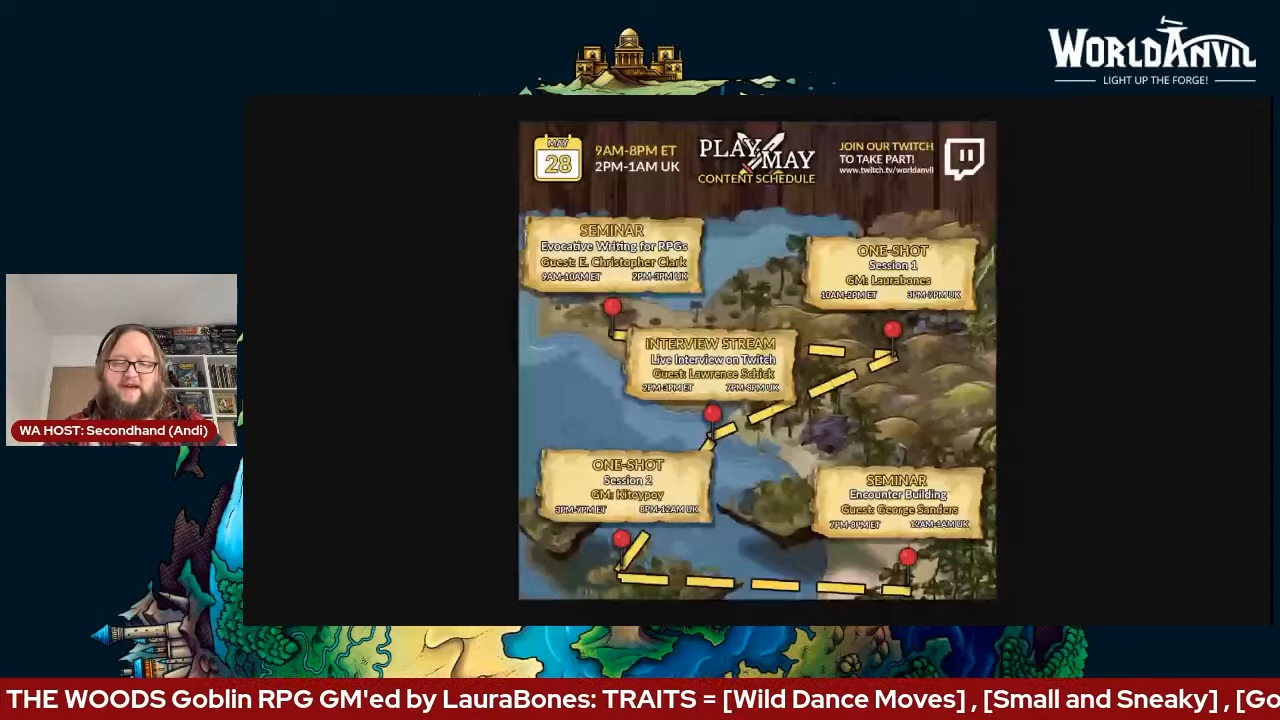 WORLDANVIL
LIGHT UP THE FORGE!
MAY
28
9AM-8PM ET
2PM-1AM UK
PLAY MAY
CONTENT SCHEDULE
JOIN OUR TWITCH
TO TAKE PART!
www.twitch.tv/worldanvil
SEMINAR
Evocative Writing for RPGs
Guest: E. Christopher Clark
9AM-10AM ET 2PM-3PM UK
ONE-SHOT
Session 1
GM: Laurabones
10AM-2PM ET 3PM-7PM UK
INTERVIEW STREAM
Live Interview on Twitch
Guest: Lawrence Schick
2PM-3PM ET 7PM-8PM UK
ONE-SHOT
Session 2
GM: Kitoypoy
3PM-7PM ET 8PM-12AM UK
SEMINAR
Encounter Building
Guest: George Sanders
7PM-8PM ET 12AM-1AM UK
WA HOST: Secondhand (Andi)
THE WOODS Goblin RPG GM'ed by LauraBones: TRAITS = [Wild Dance Moves] , [Small and Sneaky] , [Go